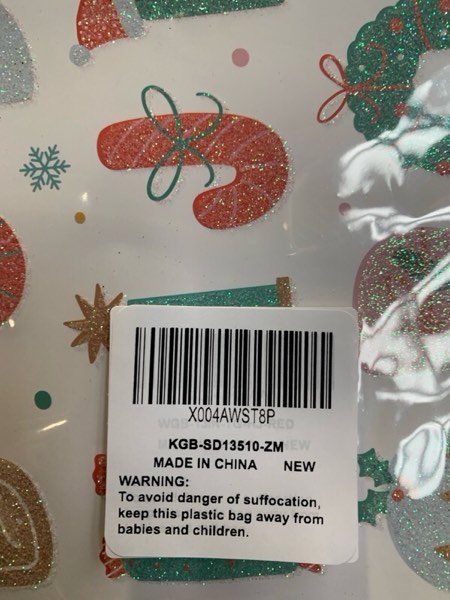 X004AWST8P
KGB-SD13510-ZM
MADE IN CHINA NEW
WARNING:
To avoid danger of suffocation,
keep this plastic bag away from
babies and children.